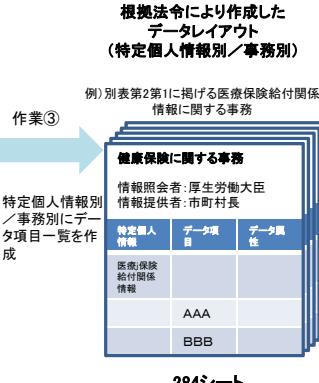 根拠法令により作成した
データレイアウト
（特定個人情報別／事務別）
例）別表第2第1に掲げる医療保険給付関係
情報に関する事務
作業③
健康保険に関する事務
情報照会者：厚生労働大臣
情報提供者：市町村長
特定個人情報別
／事務別にデー
タ項目一覧を作
成
特定個人 データ項 データ属
情報 目 性
医療j保険
給付関係
情報
AAA
BBB
284シート